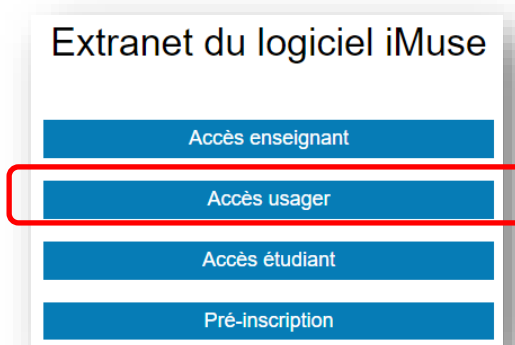 Extranet du logiciel iMuse
Accès enseignant
Accès usager
Accès étudiant
Pré-inscription